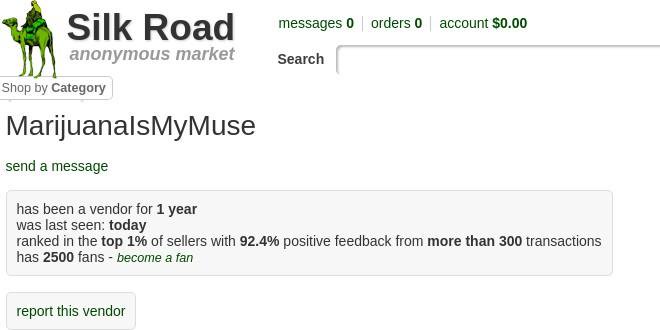 Silk Road
anonymous market
messages 0 orders 0 account $0.00
Search
Shop by Category
MarijuanaIsMyMuse
send a message
has been a vendor for 1 year
was last seen: today
ranked in the top 1% of sellers with 92.4% positive feedback from more than 300 transactions
has 2500 fans - become a fan
report this vendor